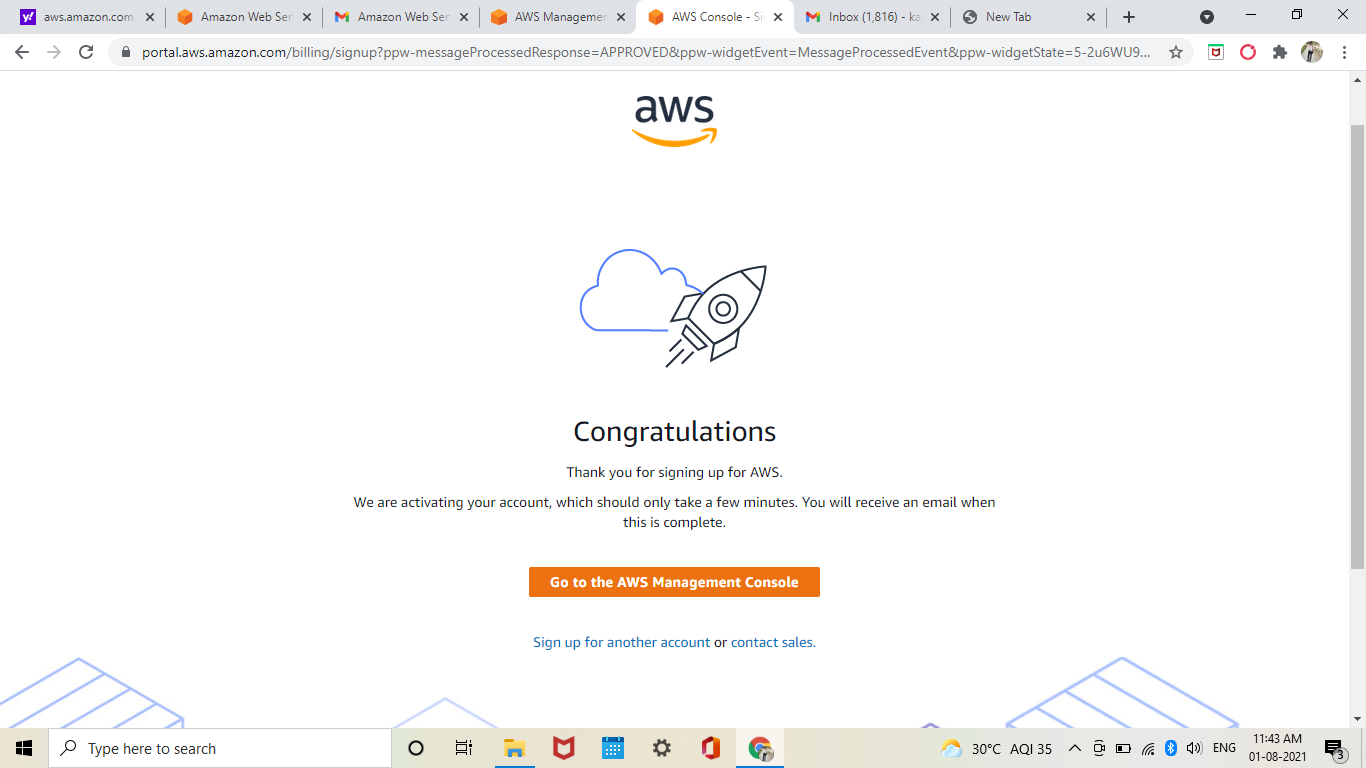 aws.amazon.com
Amazon Web Ser
Amazon Web Ser
AWS Managemen
AWS Console - Si
Inbox (1,816) - ka
New Tab
portal.aws.amazon.com/billing/signup?ppw-messageProcessedResponse=APPROVED&ppw-widgetEvent=MessageProcessedEvent&ppw-widgetState=5-2u6WU9...
aws
Congratulations
Thank you for signing up for AWS.
We are activating your account, which should only take a few minutes. You will receive an email when
this is complete.
Go to the AWS Management Console
Sign up for another account or contact sales.
Type here to search
30°C AQI 35
ENG
11:43 AM
01-08-2021
3